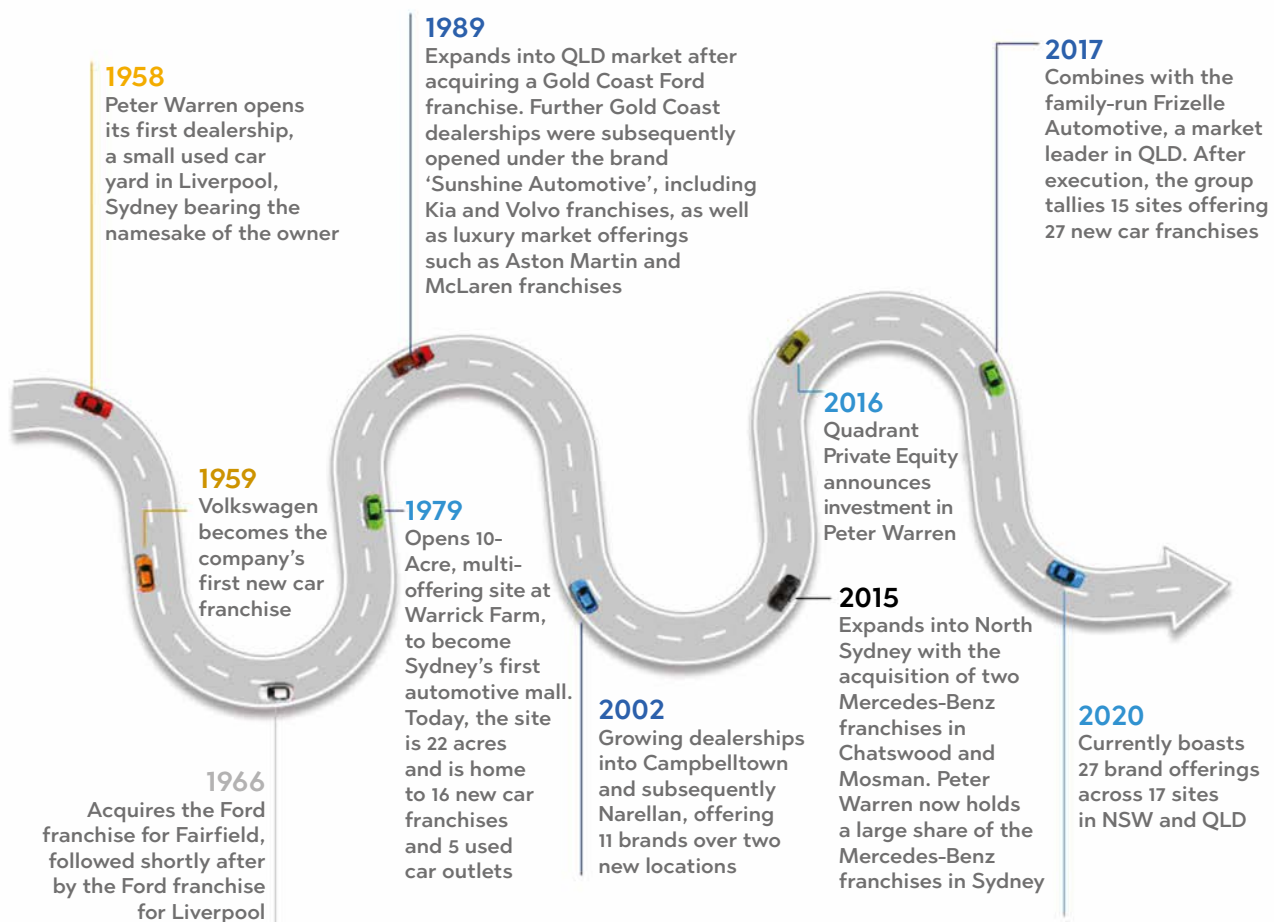 1958
Peter Warren opens
its first dealership,
a small used car
yard in Liverpool,
Sydney bearing the
namesake of the owner
1959
Volkswagen
becomes the
company's
first new car
franchise
1966
Acquires the Ford
franchise for Fairfield,
followed shortly after
by the Ford franchise
for Liverpool
1979
Opens 10-
Acre, multi-
offering site at
Warrick Farm,
to become
Sydney's first
automotive mall.
Today, the site
is 22 acres
and is home
to 16 new car
franchises
and 5 used
car outlets
1989
Expands into QLD market after
acquiring a Gold Coast Ford
franchise. Further Gold Coast
dealerships were subsequently
opened under the brand
‘Sunshine Automotive’, including
Kia and Volvo franchises, as well
as luxury market offerings
such as Aston Martin and
McLaren franchises
2002
Growing dealerships
into Campbelltown
and subsequently
Narellan, offering
11 brands over two
new locations
2015
Expands into North
Sydney with the
acquisition of two
Mercedes-Benz
franchises in
Chatswood and
Mosman. Peter
Warren now holds
a large share of the
Mercedes-Benz
franchises in Sydney
2016
Quadrant
Private Equity
announces
investment in
Peter Warren
2017
Combines with the
family-run Frizelle
Automotive, a market
leader in QLD. After
execution, the group
tallies 15 sites offering
27 new car franchises
2020
Currently boasts
27 brand offerings
across 17 sites
in NSW and QLD